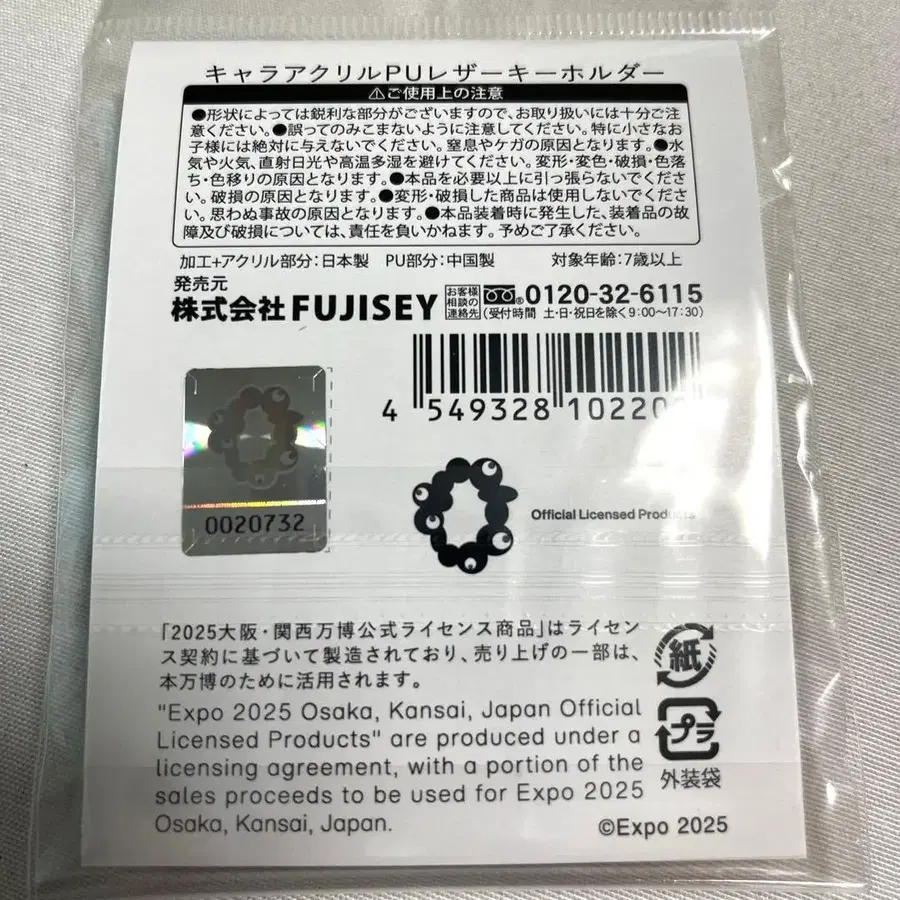 キャラアクリルPUレザーキーホルダー
⚠ご使用上の注意
●形状によっては鋭利な部分がございますので、お取り扱いには十分ご注
意ください。●誤ってのみこまないように注意してください。特に小さなお
子様には絶対に与えないでください。窒息やケガの原因となります。●水
気や火気、直射日光や高温多湿を避けてください。変形・変色・破損・色落
ち・色移りの原因となります。●本品を必要以上に引っ張らないでくださ
い。破損の原因となります。●変形・破損した商品は使用しないでくださ
い。思わぬ事故の原因となります。●本品装着時に発生した、装着品の故
障及び破損については、責任を負いかねます。予めご了承ください。
加工+アクリル部分:日本製 PU部分:中国製 対象年齢:7歳以上
発売元
株式会社FUJISEY
お客様
相談の
連絡先
® 0120-32-6115
(受付時間 土・日・祝日を除く9:00～17:30)
4 549328 10220
0020732
Official Licensed Products
「2025大阪・関西万博公式ライセンス商品」はライセン
ス契約に基づいて製造されており、売り上げの一部は、
本万博のために活用されます。
"Expo 2025 Osaka, Kansai, Japan Official
Licensed Products" are produced under a
licensing agreement, with a portion of the
sales proceeds to be used for Expo 2025
Osaka, Kansai, Japan.
紙
プラ
外装袋
©Expo 2025